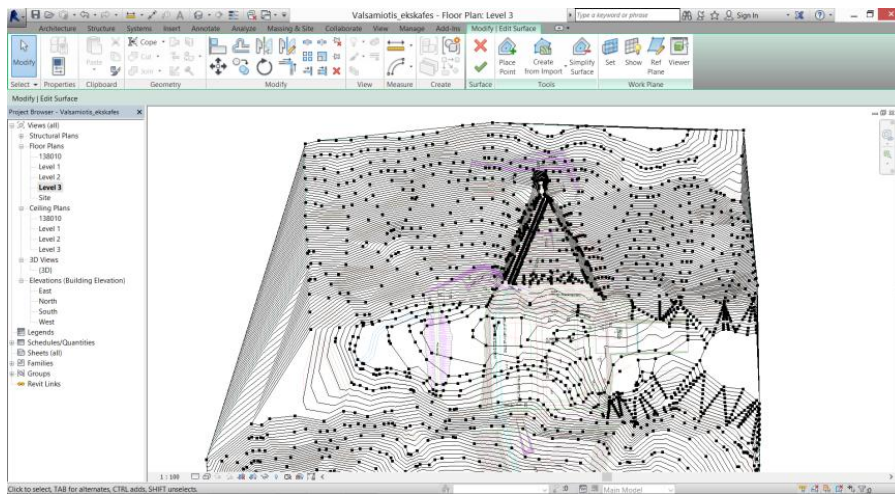 Valsamiotis_ekskafes - Floor Plan: Level 3
Type a keyword or phrase
Sign In
Architecture Structure Systems Insert Annotate Analyze Massing & Site Collaborate View Manage Add-Ins Modify | Edit Surface
Modify
Paste
Cope
Cut
Join
Place Point
Create from Import
Simplify Surface
Set
Show
Ref Plane
Viewer
Select Properties Clipboard Geometry Modify View Measure Create Surface Tools Work Plane
Modify | Edit Surface
Project Browser - Valsamiotis_ekskafes
Views (all)
Structural Plans
Floor Plans
138010
Level 1
Level 2
Level 3
Site
Ceiling Plans
138010
Level 1
Level 2
Level 3
3D Views
{3D}
Elevations (Building Elevation)
East
North
South
West
Legends
Schedules/Quantities
Sheets (all)
Families
Groups
Revit Links
1 : 100
Click to select, TAB for alternates, CTRL adds, SHIFT unselects.
Main Model